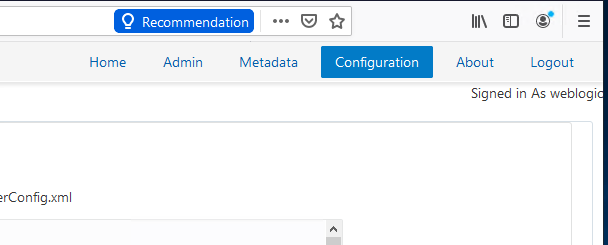 Recommendation
Home Admin Metadata Configuration About Logout
Signed in As weblogic
erConfig.xml